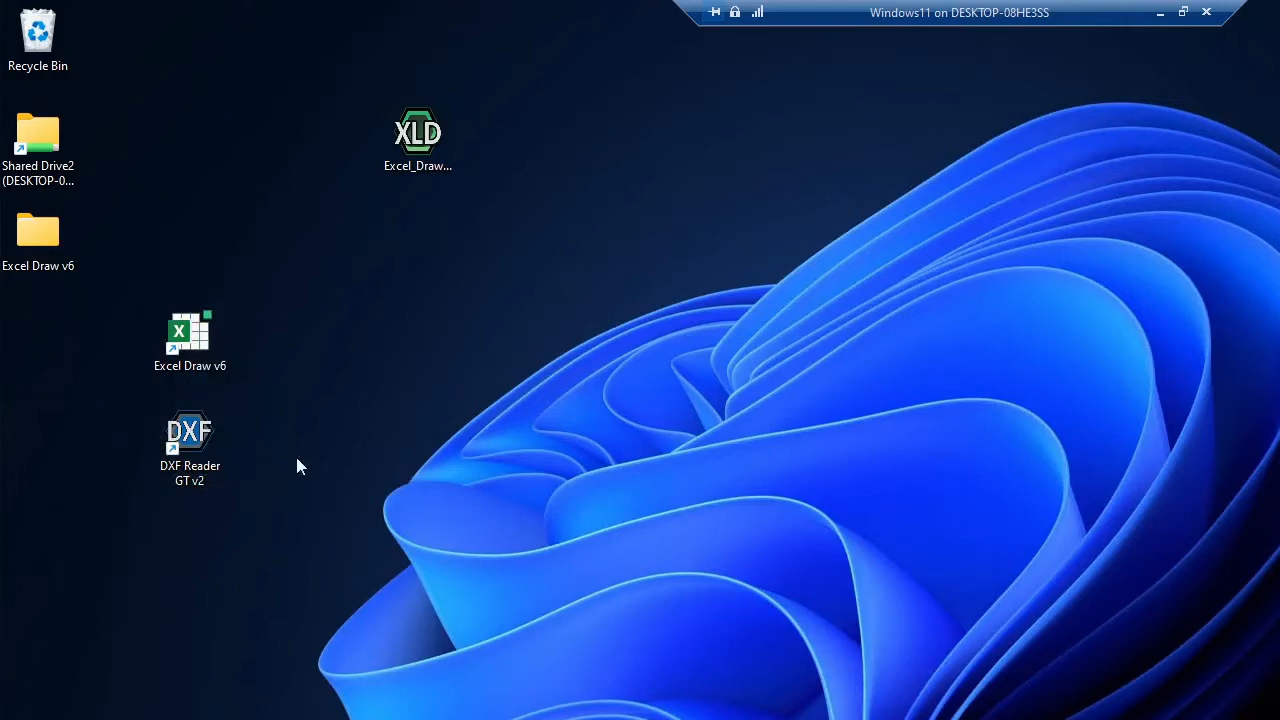 Windows11 on DESKTOP-08HE3SS
Recycle Bin
XLD
Excel_Draw...
Shared Drive2
(DESKTOP-0...
Excel Draw v6
X
Excel Draw v6
DXF
DXF Reader
GT v2